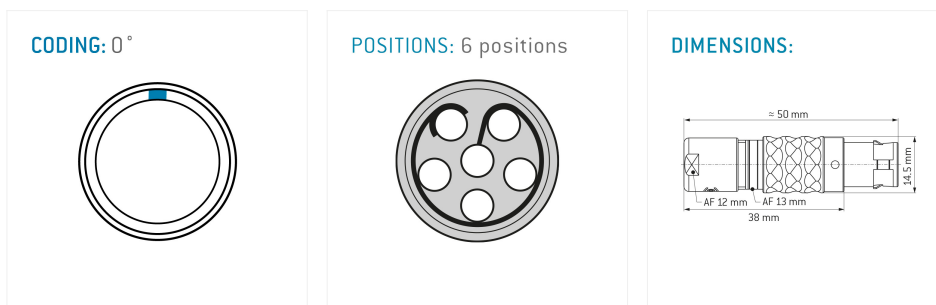 CODING: 0°
POSITIONS: 6 positions
DIMENSIONS:
≈ 50 mm
14.5 mm
AF 12 mm
AF 13 mm
38 mm